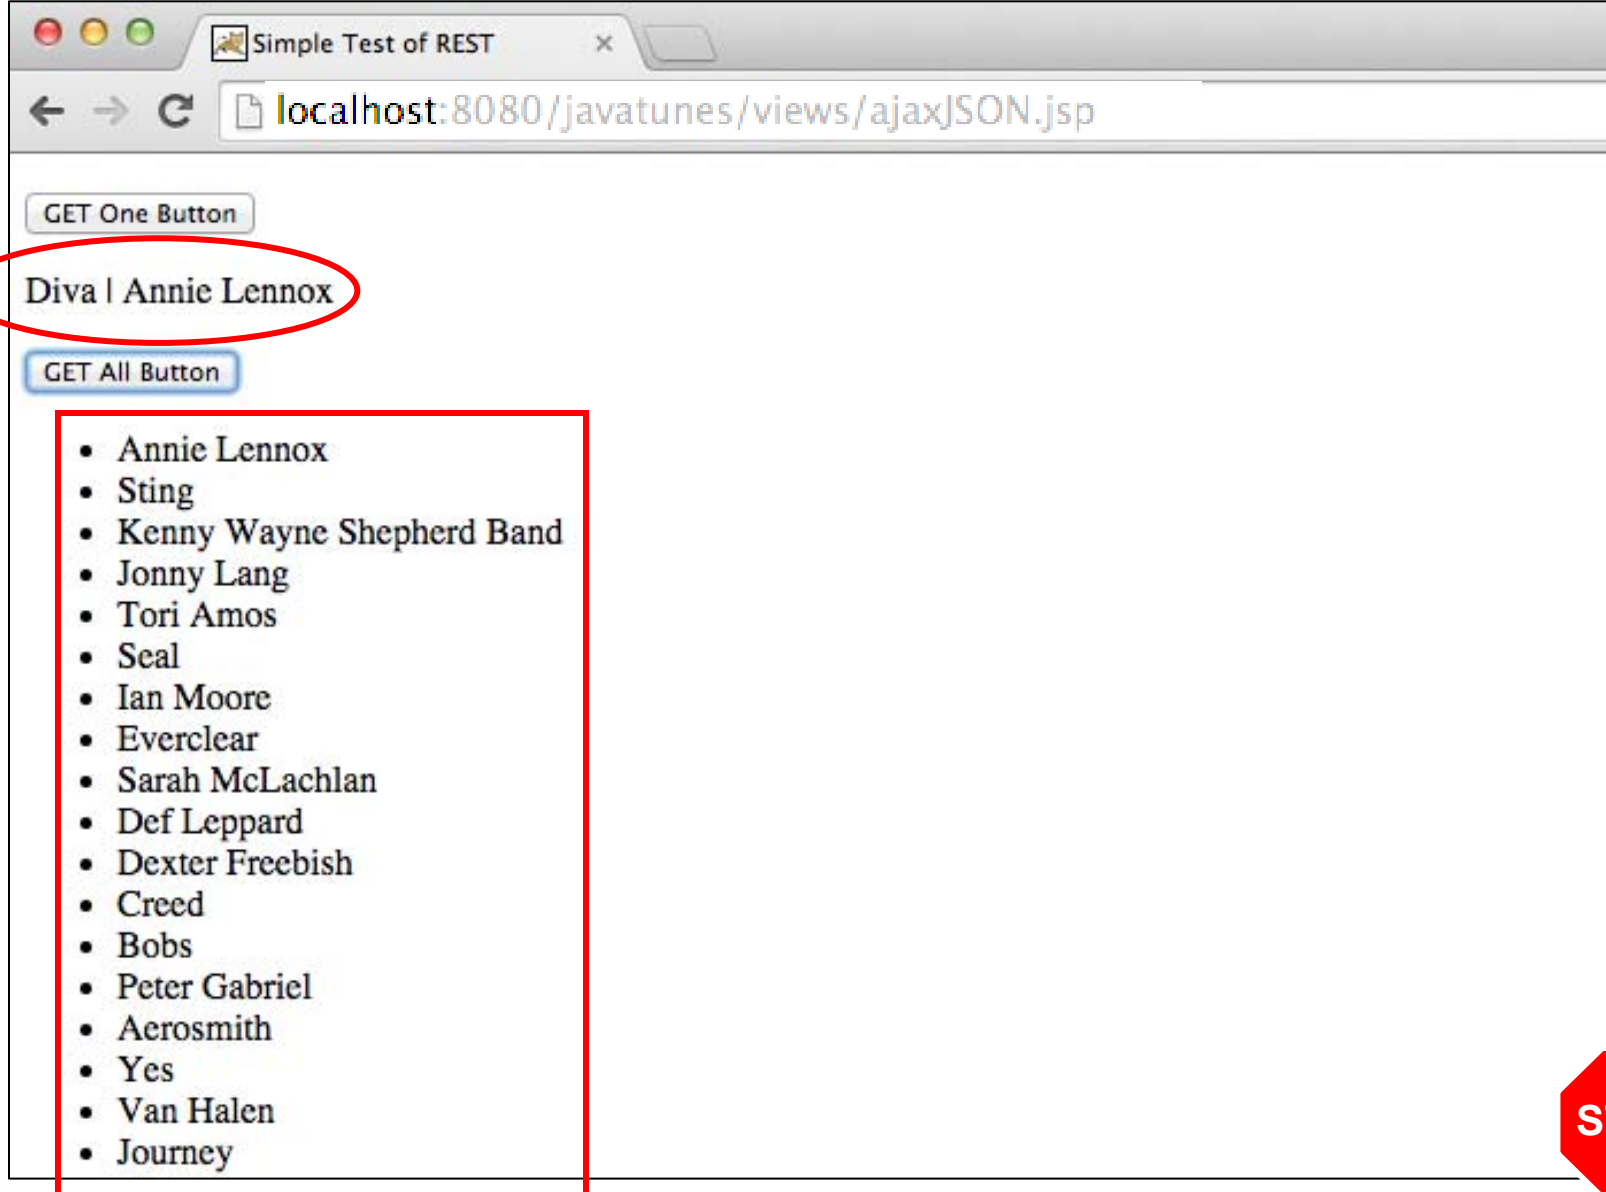 Simple Test of REST
localhost:8080/javatunes/views/ajaxJSON.jsp
GET One Button
Diva | Annie Lennox
GET All Button
• Annie Lennox
• Sting
• Kenny Wayne Shepherd Band
• Jonny Lang
• Tori Amos
• Seal
• Ian Moore
• Everclear
• Sarah McLachlan
• Def Leppard
• Dexter Freebish
• Creed
• Bobs
• Peter Gabriel
• Aerosmith
• Yes
• Van Halen
• Journey